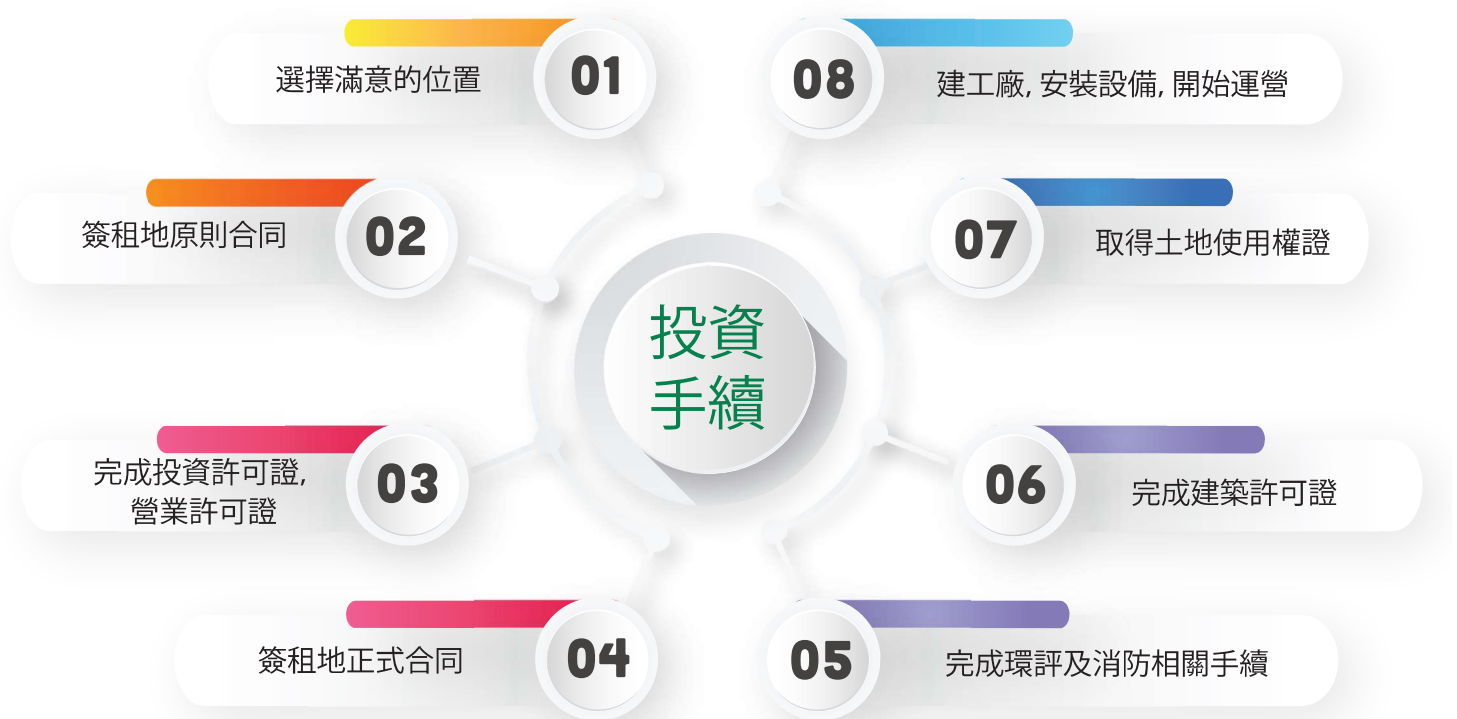 01
選擇滿意的位置
02
簽租地原則合同
03
完成投資許可證,
營業許可證
04
簽租地正式合同
05
完成環評及消防相關手續
06
完成建築許可證
07
取得土地使用權證
08
建工廠, 安裝設備, 開始運營
投資
手續